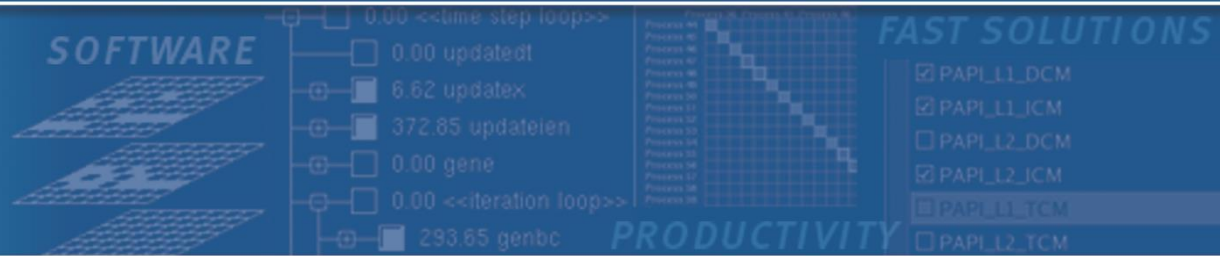 SOFTWARE
0.00 <<time step loop>>
0.00 updatedt
6.62 updatex
372.85 updateien
0.00 gene
0.00 <<iteration loop>>
293.65 genbc
PRODUCTIVITY
FAST SOLUTIONS
PAPI_L1_DCM
PAPI_L1_ICM
PAPI_L2_DCM
PAPI_L2_ICM
PAPI_L1_TCM
PAPI_L2_TCM